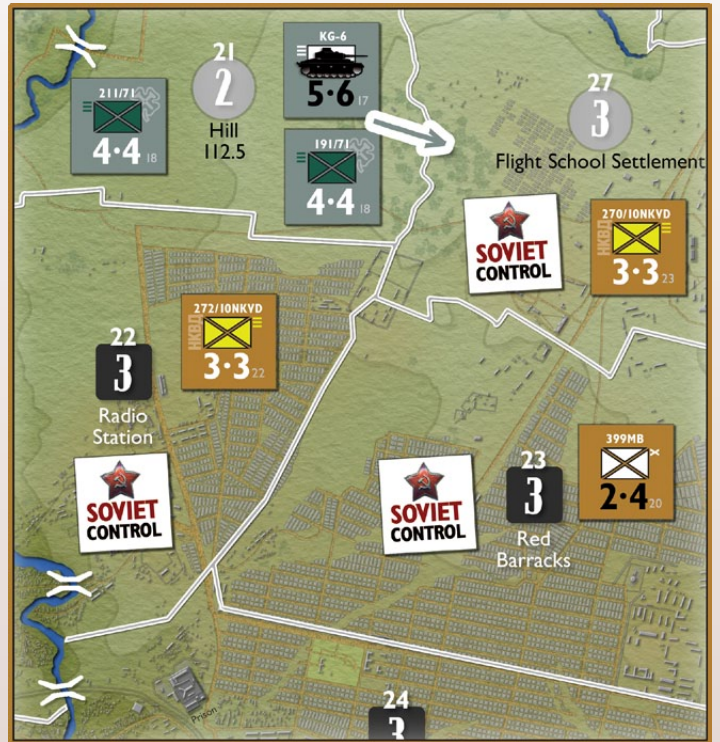 21
2
Hill
112.5
211/71
4-4 18
KG-6
5-6 17
191/71
4-4 18
27
3
Flight School Settlement
SOVIET
CONTROL
270/10NKVD
НКВД
3-3 23
272/10NKVD
НКВД
3-3 22
22
3
Radio
Station
SOVIET
CONTROL
SOVIET
CONTROL
23
3
Red
Barracks
399MB
X
2-4 20
Prison
24
3